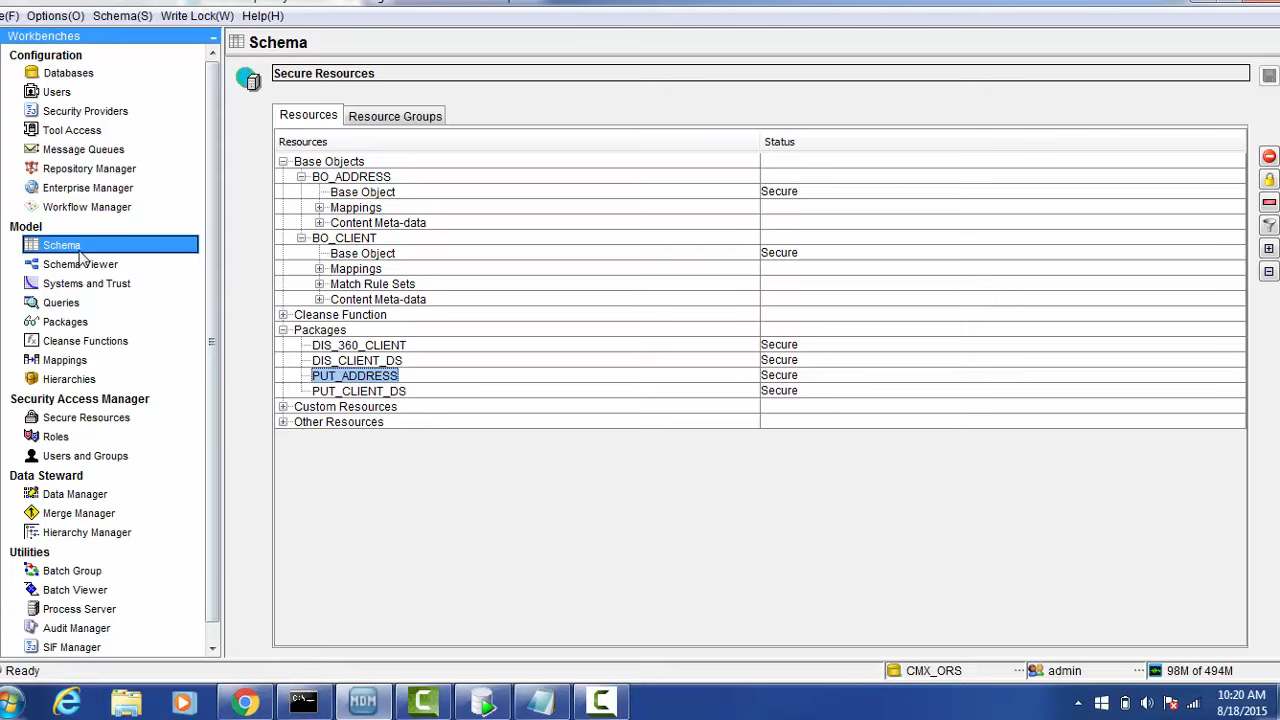 e(F) Options(O) Schema(S) Write Lock(W) Help(H)
Workbenches
Configuration
Databases
Users
Security Providers
Tool Access
Message Queues
Repository Manager
Enterprise Manager
Workflow Manager
Model
Schema
Schema Viewer
Systems and Trust
Queries
Packages
Cleanse Functions
Mappings
Hierarchies
Security Access Manager
Secure Resources
Roles
Users and Groups
Data Steward
Data Manager
Merge Manager
Hierarchy Manager
Utilities
Batch Group
Batch Viewer
Process Server
Audit Manager
SIF Manager
Schema
Secure Resources
Resources Resource Groups
Resources Status
Base Objects
BO_ADDRESS
Base Object Secure
Mappings
Content Meta-data
BO_CLIENT
Base Object Secure
Mappings
Match Rule Sets
Content Meta-data
Cleanse Function
Packages
DIS_360_CLIENT Secure
DIS_CLIENT_DS Secure
PUT_ADDRESS Secure
PUT_CLIENT_DS Secure
Custom Resources
Other Resources
Ready CMX_ORS admin 98M of 494M
MDM
10:20 AM
8/18/2015